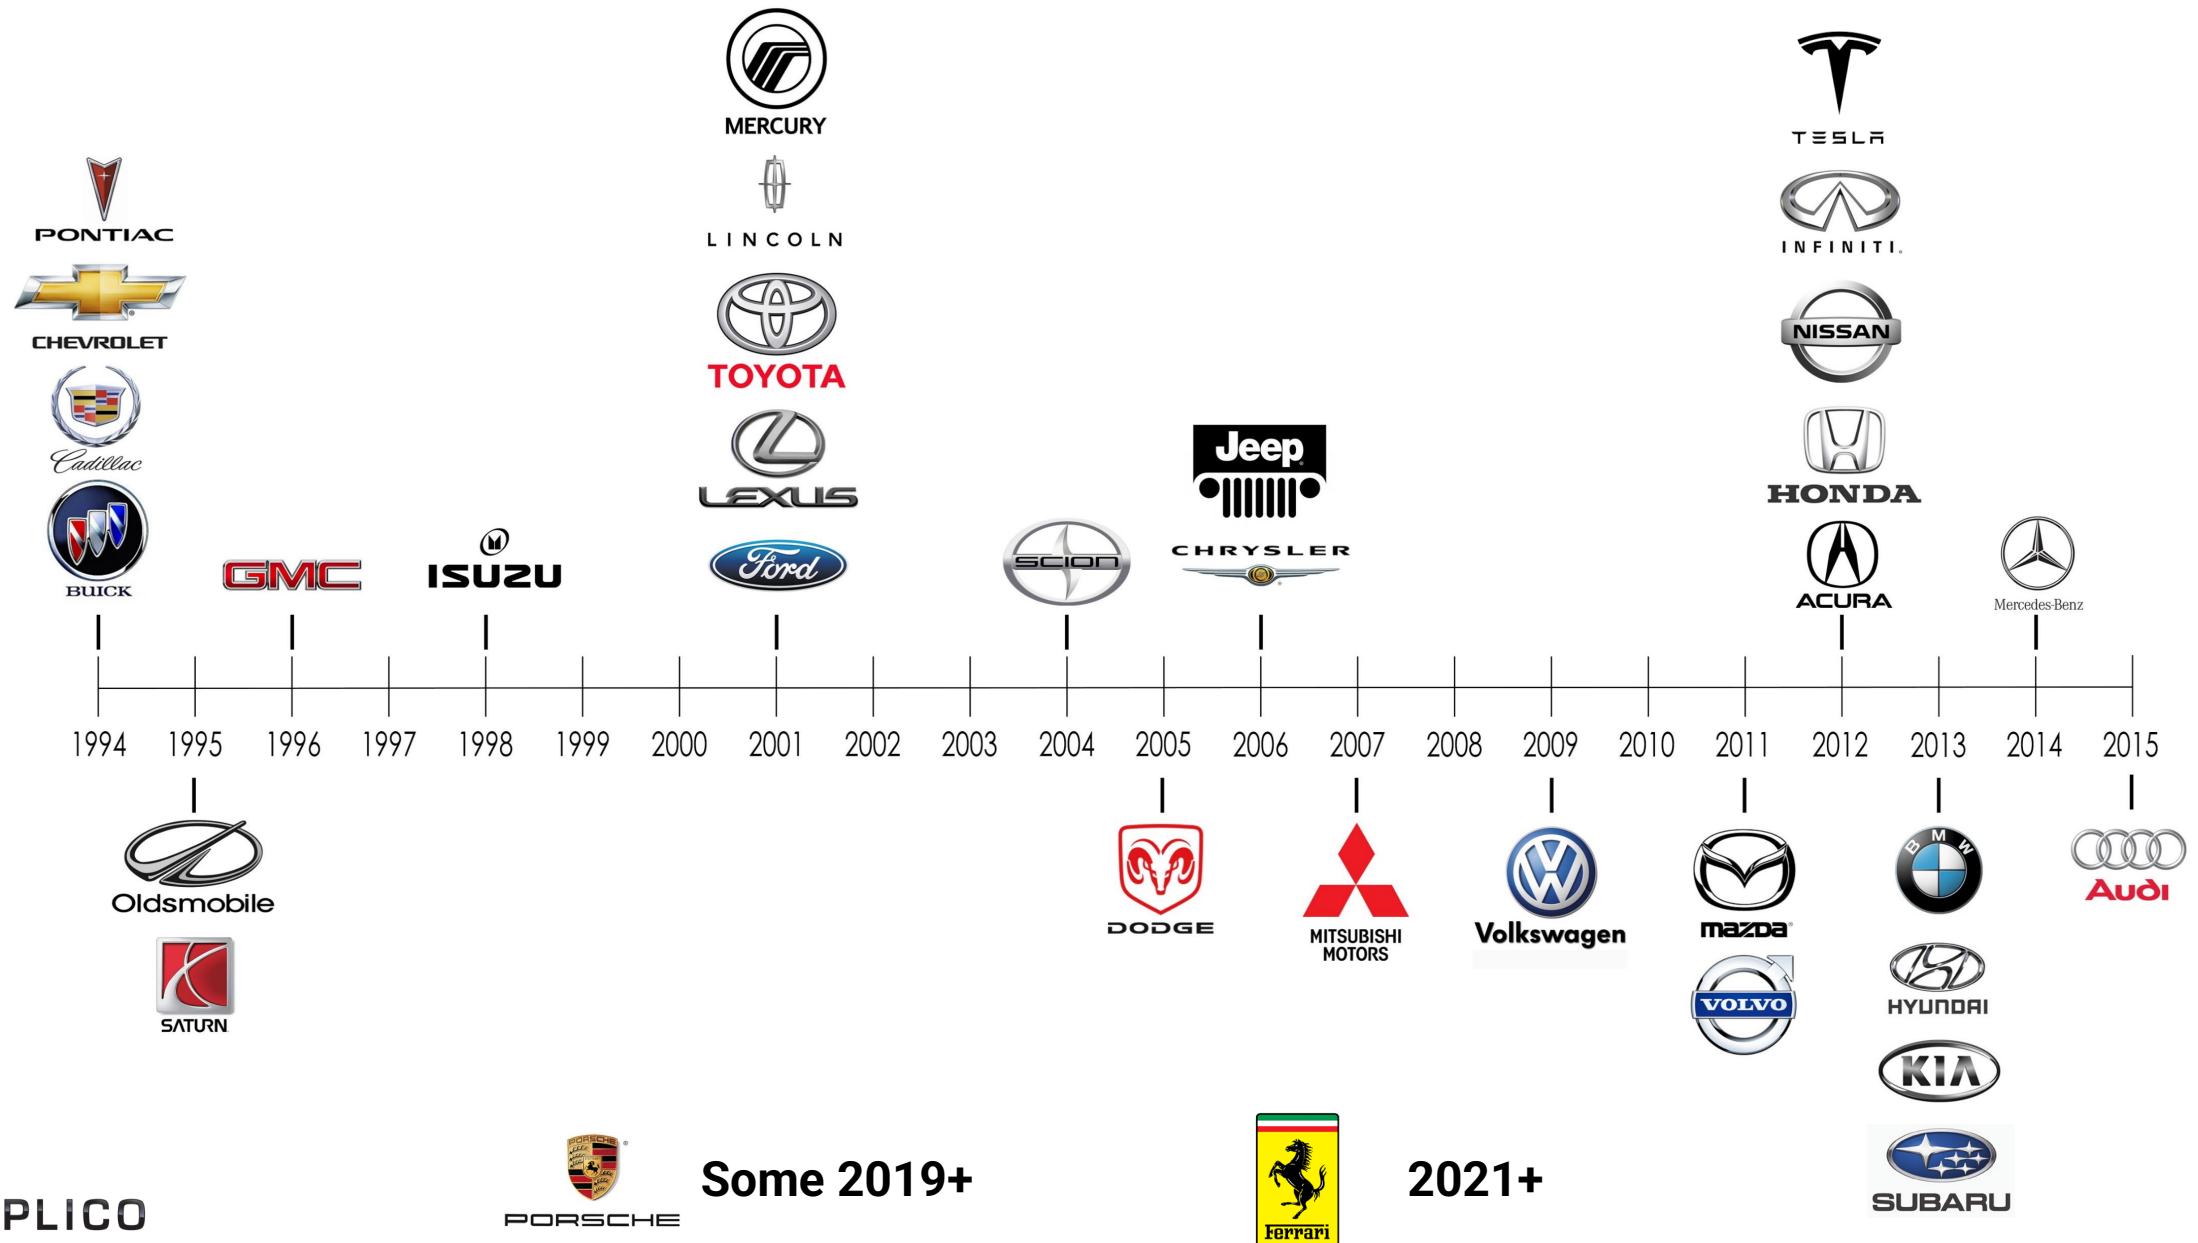 MERCURY
TESLA
PONTIAC
LINCOLN
INFINITI
CHEVROLET
TOYOTA
NISSAN
Cadillac
LEXUS
Jeep
HONDA
BUICK
GMC
ISUZU
Ford
SCION
CHRYSLER
ACURA
Mercedes-Benz
1994 1995 1996 1997 1998 1999 2000 2001 2002 2003 2004 2005 2006 2007 2008 2009 2010 2011 2012 2013 2014 2015
Oldsmobile
DODGE
MITSUBISHI
MOTORS
Volkswagen
mazda
BMW
Audi
SATURN
VOLVO
HYUNDAI
KIA
SUBARU
PLICO
PORSCHE
PORSCHE
Some 2019+
Ferrari
2021+